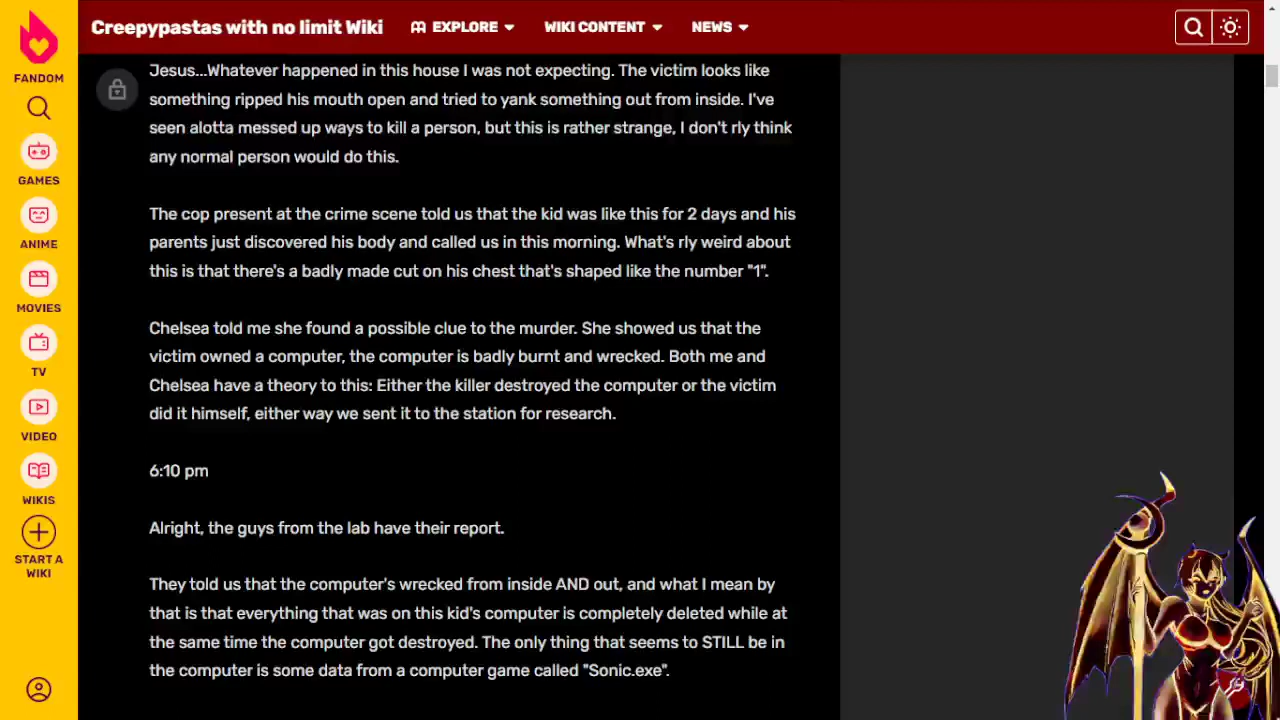 Creepypastas with no limit Wiki
EXPLORE
WIKI CONTENT
NEWS
FANDOM
GAMES
ANIME
MOVIES
TV
VIDEO
WIKIS
START A
WIKI
Jesus...Whatever happened in this house I was not expecting. The victim looks like
something ripped his mouth open and tried to yank something out from inside. I've
seen alotta messed up ways to kill a person, but this is rather strange, I don't rly think
any normal person would do this.
The cop present at the crime scene told us that the kid was like this for 2 days and his
parents just discovered his body and called us in this morning. What's rly weird about
this is that there's a badly made cut on his chest that's shaped like the number "1".
Chelsea told me she found a possible clue to the murder. She showed us that the
victim owned a computer, the computer is badly burnt and wrecked. Both me and
Chelsea have a theory to this: Either the killer destroyed the computer or the victim
did it himself, either way we sent it to the station for research.
6:10 pm
Alright, the guys from the lab have their report.
They told us that the computer's wrecked from inside AND out, and what I mean by
that is that everything that was on this kid's computer is completely deleted while at
the same time the computer got destroyed. The only thing that seems to STILL be in
the computer is some data from a computer game called "Sonic.exe".